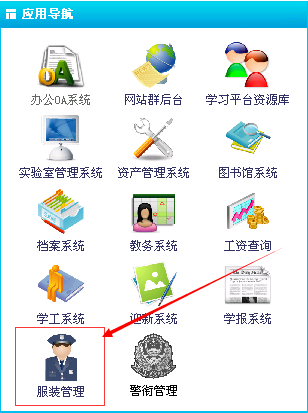 应用导航
OA
办公OA系统 网站群后台 学习平台资源库
实验室管理系统 资产管理系统 图书馆系统
档案系统 教务系统 工资查询
学工系统 迎新系统 学报系统
服装管理 警衔管理